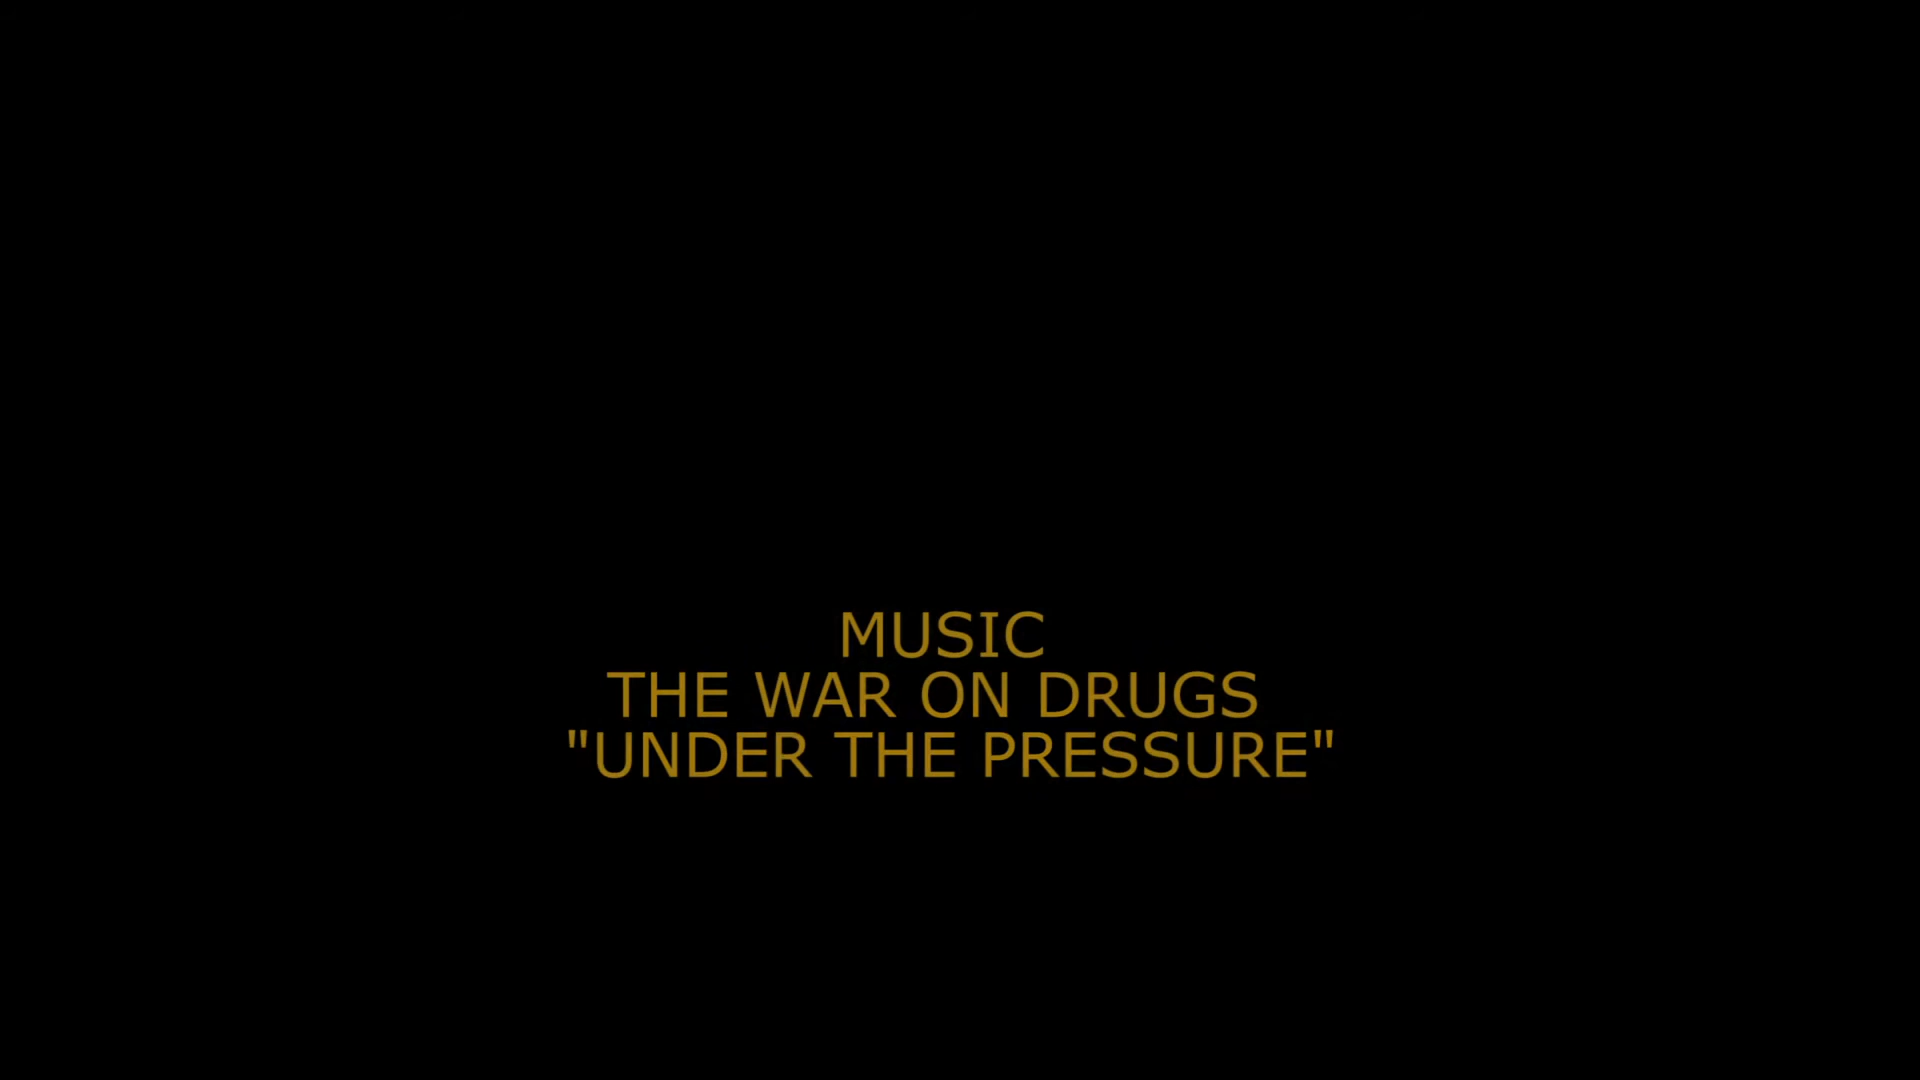 MUSIC
THE WAR ON DRUGS
"UNDER THE PRESSURE"